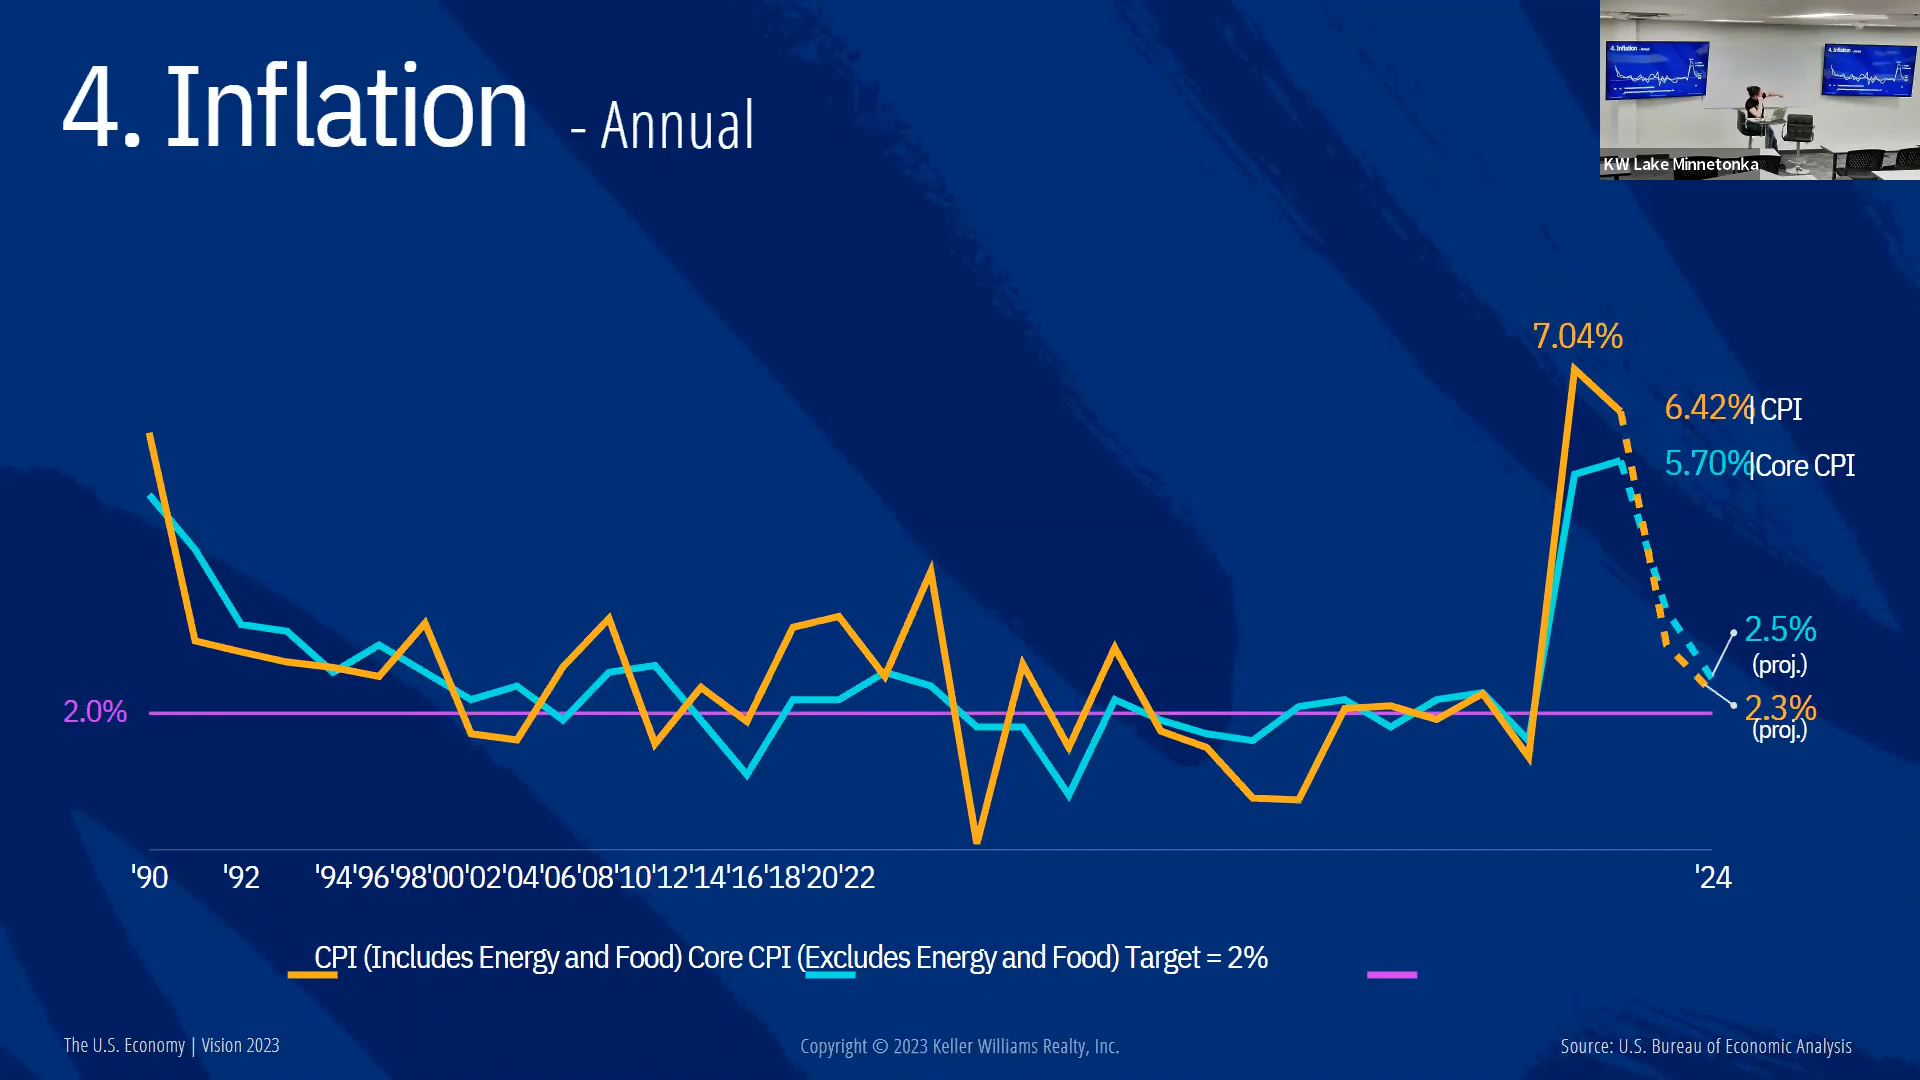 4. Inflation - Annual
KW Lake Minnetonka
7.04%
6.42%| CPI
5.70%|Core CPI
2.5%
(proj.)
2.0%
2.3%
(proj.)
'90 '92 '94'96'98'00'02'04'06'08'10'12'14'16'18'20'22 '24
CPI (Includes Energy and Food) Core CPI (Excludes Energy and Food) Target = 2%
The U.S. Economy | Vision 2023
Copyright © 2023 Keller Williams Realty, Inc.
Source: U.S. Bureau of Economic Analysis